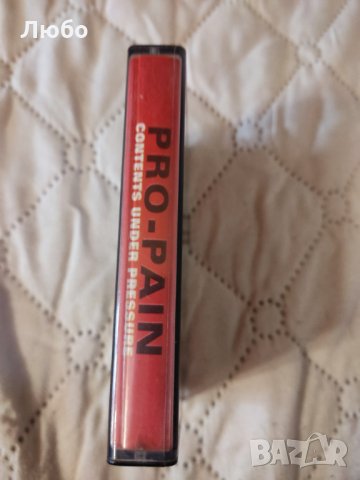 Любо
PRO-PAIN
CONTENTS UNDER PRESSURE
BAZAR